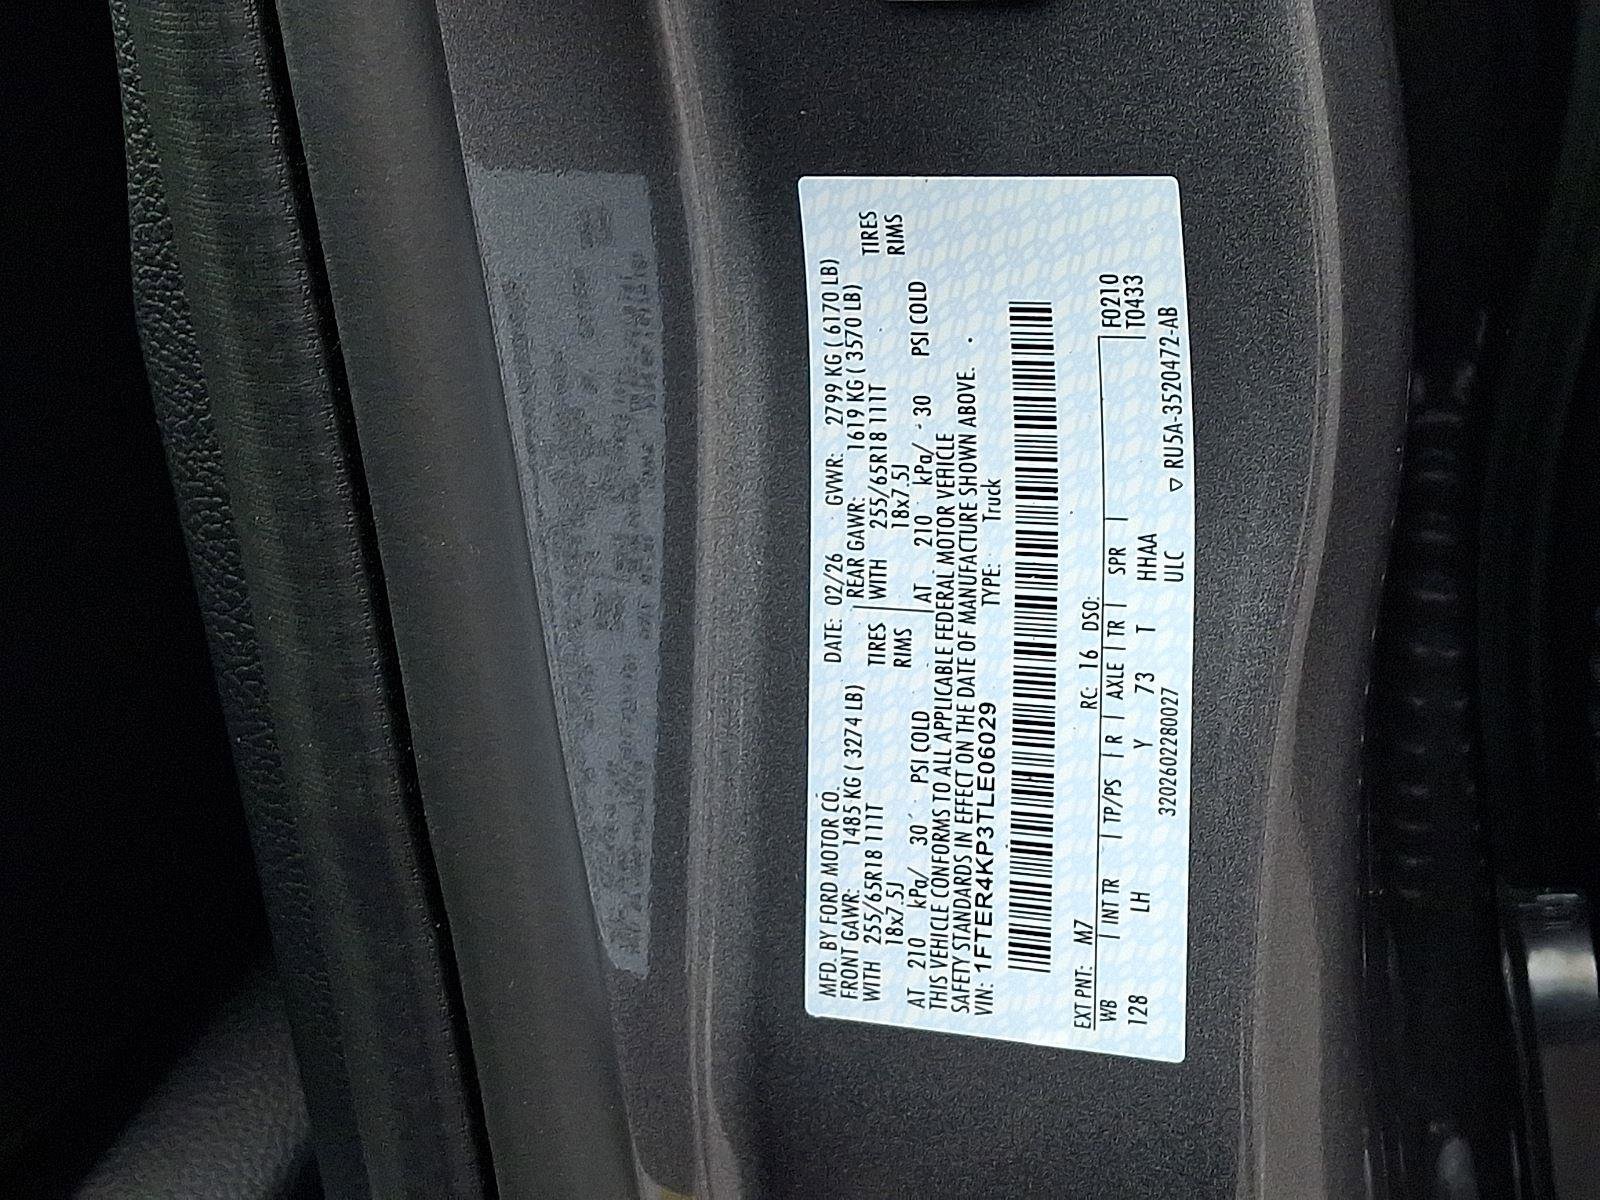 MFD. BY FORD MOTOR CO. DATE: 02/26 GVWR: 2799 KG ( 6170 LB)
FRONT GAWR: 1485 KG ( 3274 LB) REAR GAWR: 1619 KG ( 3570 LB)
WITH 255/65R18 111T TIRES WITH 255/65R18 111T TIRES
18x7.5J RIMS 18x7.5J RIMS
AT 210 kPa/ 30 PSI COLD AT 210 kPa/ 30 PSI COLD
THIS VEHICLE CONFORMS TO ALL APPLICABLE FEDERAL MOTOR VEHICLE
SAFETY STANDARDS IN EFFECT ON THE DATE OF MANUFACTURE SHOWN ABOVE.
VIN: 1FTER4KP3TLE06029 TYPE: Truck
EXT PNT: M7 RC: 16 DSO: F0210
WB INT TR TP/PS R AXLE TR SPR T0433
128 LH Y 73 T HHAA
320260228002​7 ULC ▽ RU5A-3520472-AB